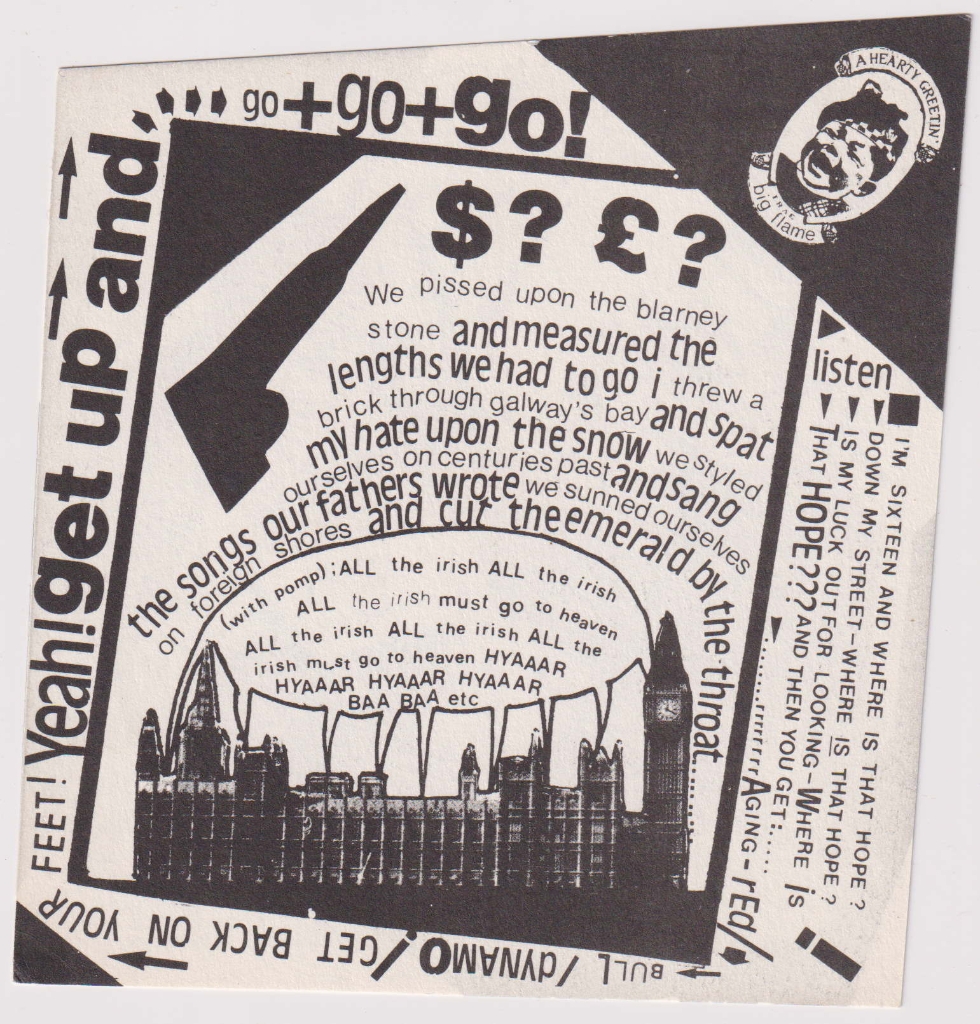 go+go+go!
A HEARTY GREETIN'
FRAE
big flame
$? £?
We pissed upon the blarney
stone and measured the
lengths we had to go i threw a
brick through galway's bay and spat
my hate upon the snow we styled
ourselves on centuries past and sang
the songs our fathers wrote we sunned ourselves
on foreign shores and cut the emerald by the throat........
(with pomp);ALL the irish ALL the irish
ALL the irish must go to heaven
ALL the irish ALL the irish ALL the
irish must go to heaven HYAAAR
HYAAAR HYAAAR HYAAAR
BAA BAA etc
listen
I'M SIXTEEN AND WHERE IS THAT HOPE?
DOWN MY STREET-WHERE IS THAT HOPE?
IS MY LUCK OUT FOR LOOKING-WHERE is
THAT HOPE??? AND THEN YOU GET:.....
........rrrrrrrAGING-rEd/
BULL/dYNAMO!/GET BACK ON YOUR
FEET! Yeah! get up and,